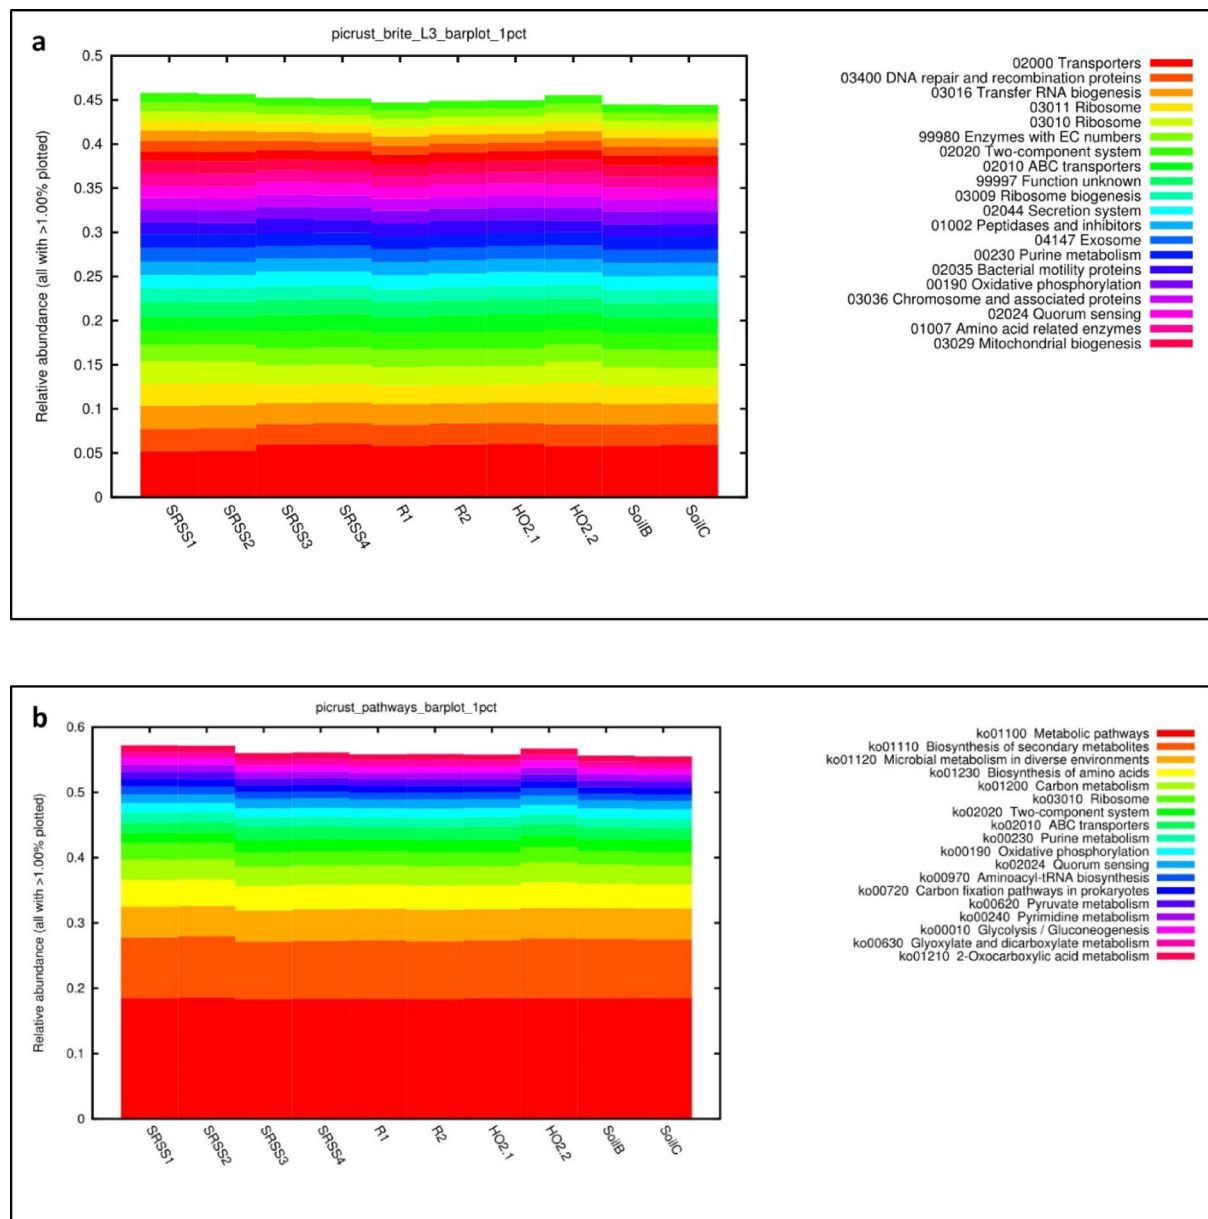 a
picrust_brite_L3_barplot_1pct
Relative abundance (all with >1.00% plotted)
0.5
0.45
0.4
0.35
0.3
0.25
0.2
0.15
0.1
0.05
0
SRSS1
SRSS2
SRSS3
SRSS4
R1
R2
HO2.1
HO2.2
SoilB
SoilC
02000 Transporters
03400 DNA repair and recombination proteins
03016 Transfer RNA biogenesis
03011 Ribosome
03010 Ribosome
99980 Enzymes with EC numbers
02020 Two-component system
02010 ABC transporters
99997 Function unknown
03009 Ribosome biogenesis
02044 Secretion system
01002 Peptidases and inhibitors
04147 Exosome
00230 Purine metabolism
02035 Bacterial motility proteins
00190 Oxidative phosphorylation
03036 Chromosome and associated proteins
02024 Quorum sensing
01007 Amino acid related enzymes
03029 Mitochondrial biogenesis
b
picrust_pathways_barplot_1pct
Relative abundance (all with >1.00% plotted)
0.6
0.5
0.4
0.3
0.2
0.1
0
SRSS1
SRSS2
SRSS3
SRSS4
R1
R2
HO2.1
HO2.2
SoilB
SoilC
ko01100 Metabolic pathways
ko01110 Biosynthesis of secondary metabolites
ko01120 Microbial metabolism in diverse environments
ko01230 Biosynthesis of amino acids
ko01200 Carbon metabolism
ko03010 Ribosome
ko02020 Two-component system
ko02010 ABC transporters
ko00230 Purine metabolism
ko00190 Oxidative phosphorylation
ko02024 Quorum sensing
ko00970 Aminoacyl-tRNA biosynthesis
ko00720 Carbon fixation pathways in prokaryotes
ko00620 Pyruvate metabolism
ko00240 Pyrimidine metabolism
ko00010 Glycolysis / Gluconeogenesis
ko00630 Glyoxylate and dicarboxylate metabolism
ko01210 2-Oxocarboxylic acid metabolism